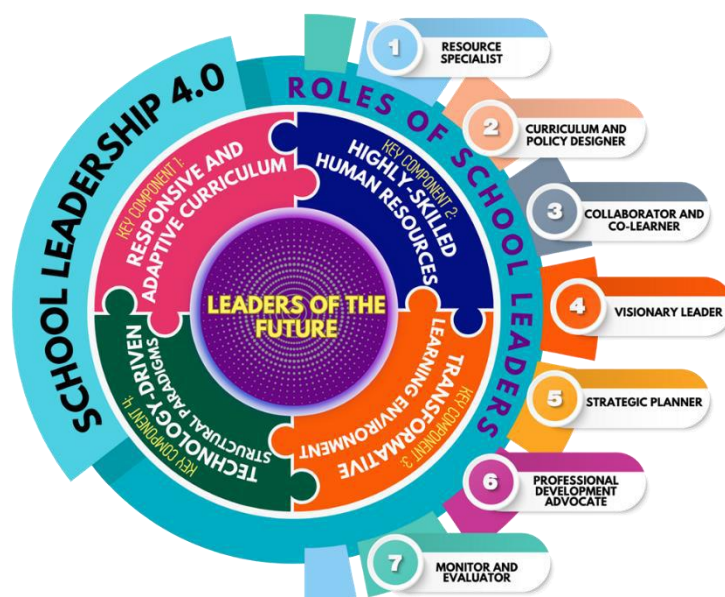 SCHOOL LEADERSHIP 4.0
ROLES OF SCHOOL LEADERS
KEY COMPONENT 1:
RESPONSIVE AND
ADAPTIVE CURRICULUM
KEY COMPONENT 2:
HIGHLY-SKILLED
HUMAN RESOURCES
KEY COMPONENT 3:
TRANSFORMATIVE
LEARNING ENVIRONMENT
KEY COMPONENT 4:
TECHNOLOGY-DRIVEN
STRUCTURAL PARADIGMS
LEADERS OF THE
FUTURE
1
RESOURCE
SPECIALIST
2
CURRICULUM AND
POLICY DESIGNER
3
COLLABORATOR AND
CO-LEARNER
4
VISIONARY LEADER
5
STRATEGIC PLANNER
6
PROFESSIONAL
DEVELOPMENT
ADVOCATE
7
MONITOR AND
EVALUATOR